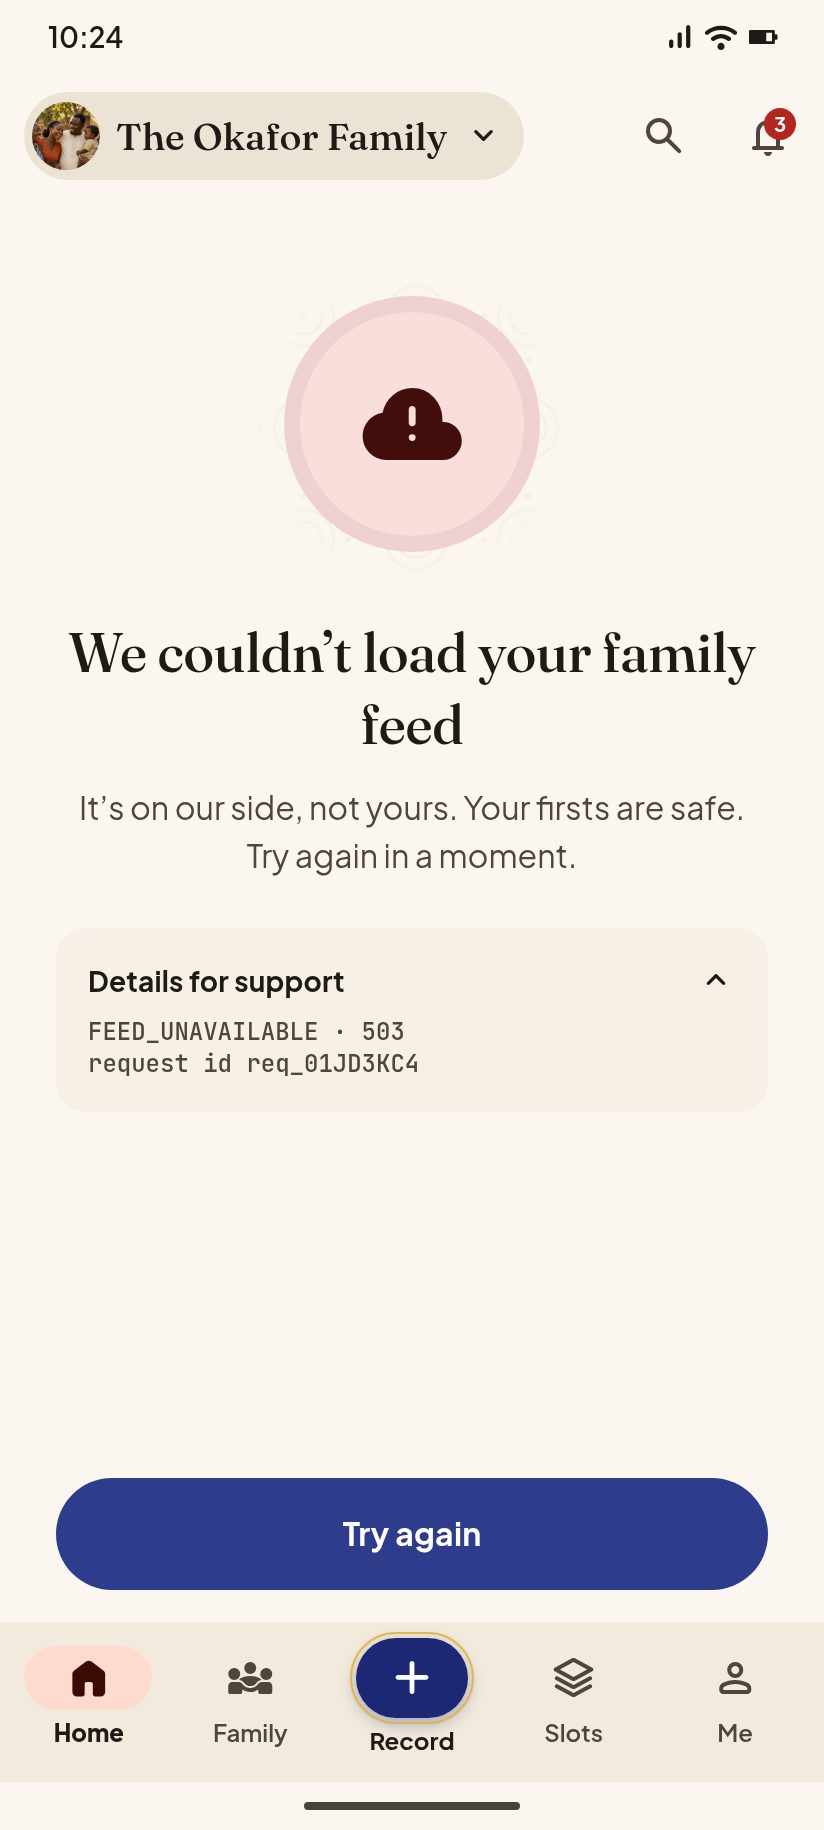 10:24
The Okafor Family
3
We couldn’t load your family
feed
It’s on our side, not yours. Your firsts are safe.
Try again in a moment.
Details for support
FEED_UNAVAILABLE · 503
request id req_01JD3KC4
Try again
Home
Family
Record
Slots
Me